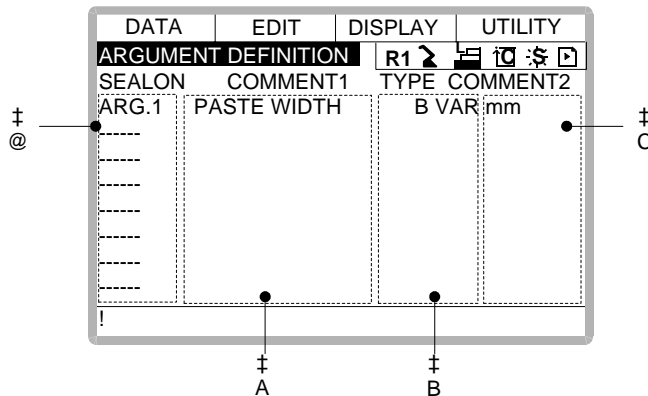 DATA EDIT DISPLAY UTILITY
ARGUMENT DEFINITION R1 C S
SEALON COMMENT1 TYPE COMMENT2
ARG.1 PASTE WIDTH B VAR mm
------
------
------
------
------
------
------
!
‡
@
‡
A
‡
B
‡
C